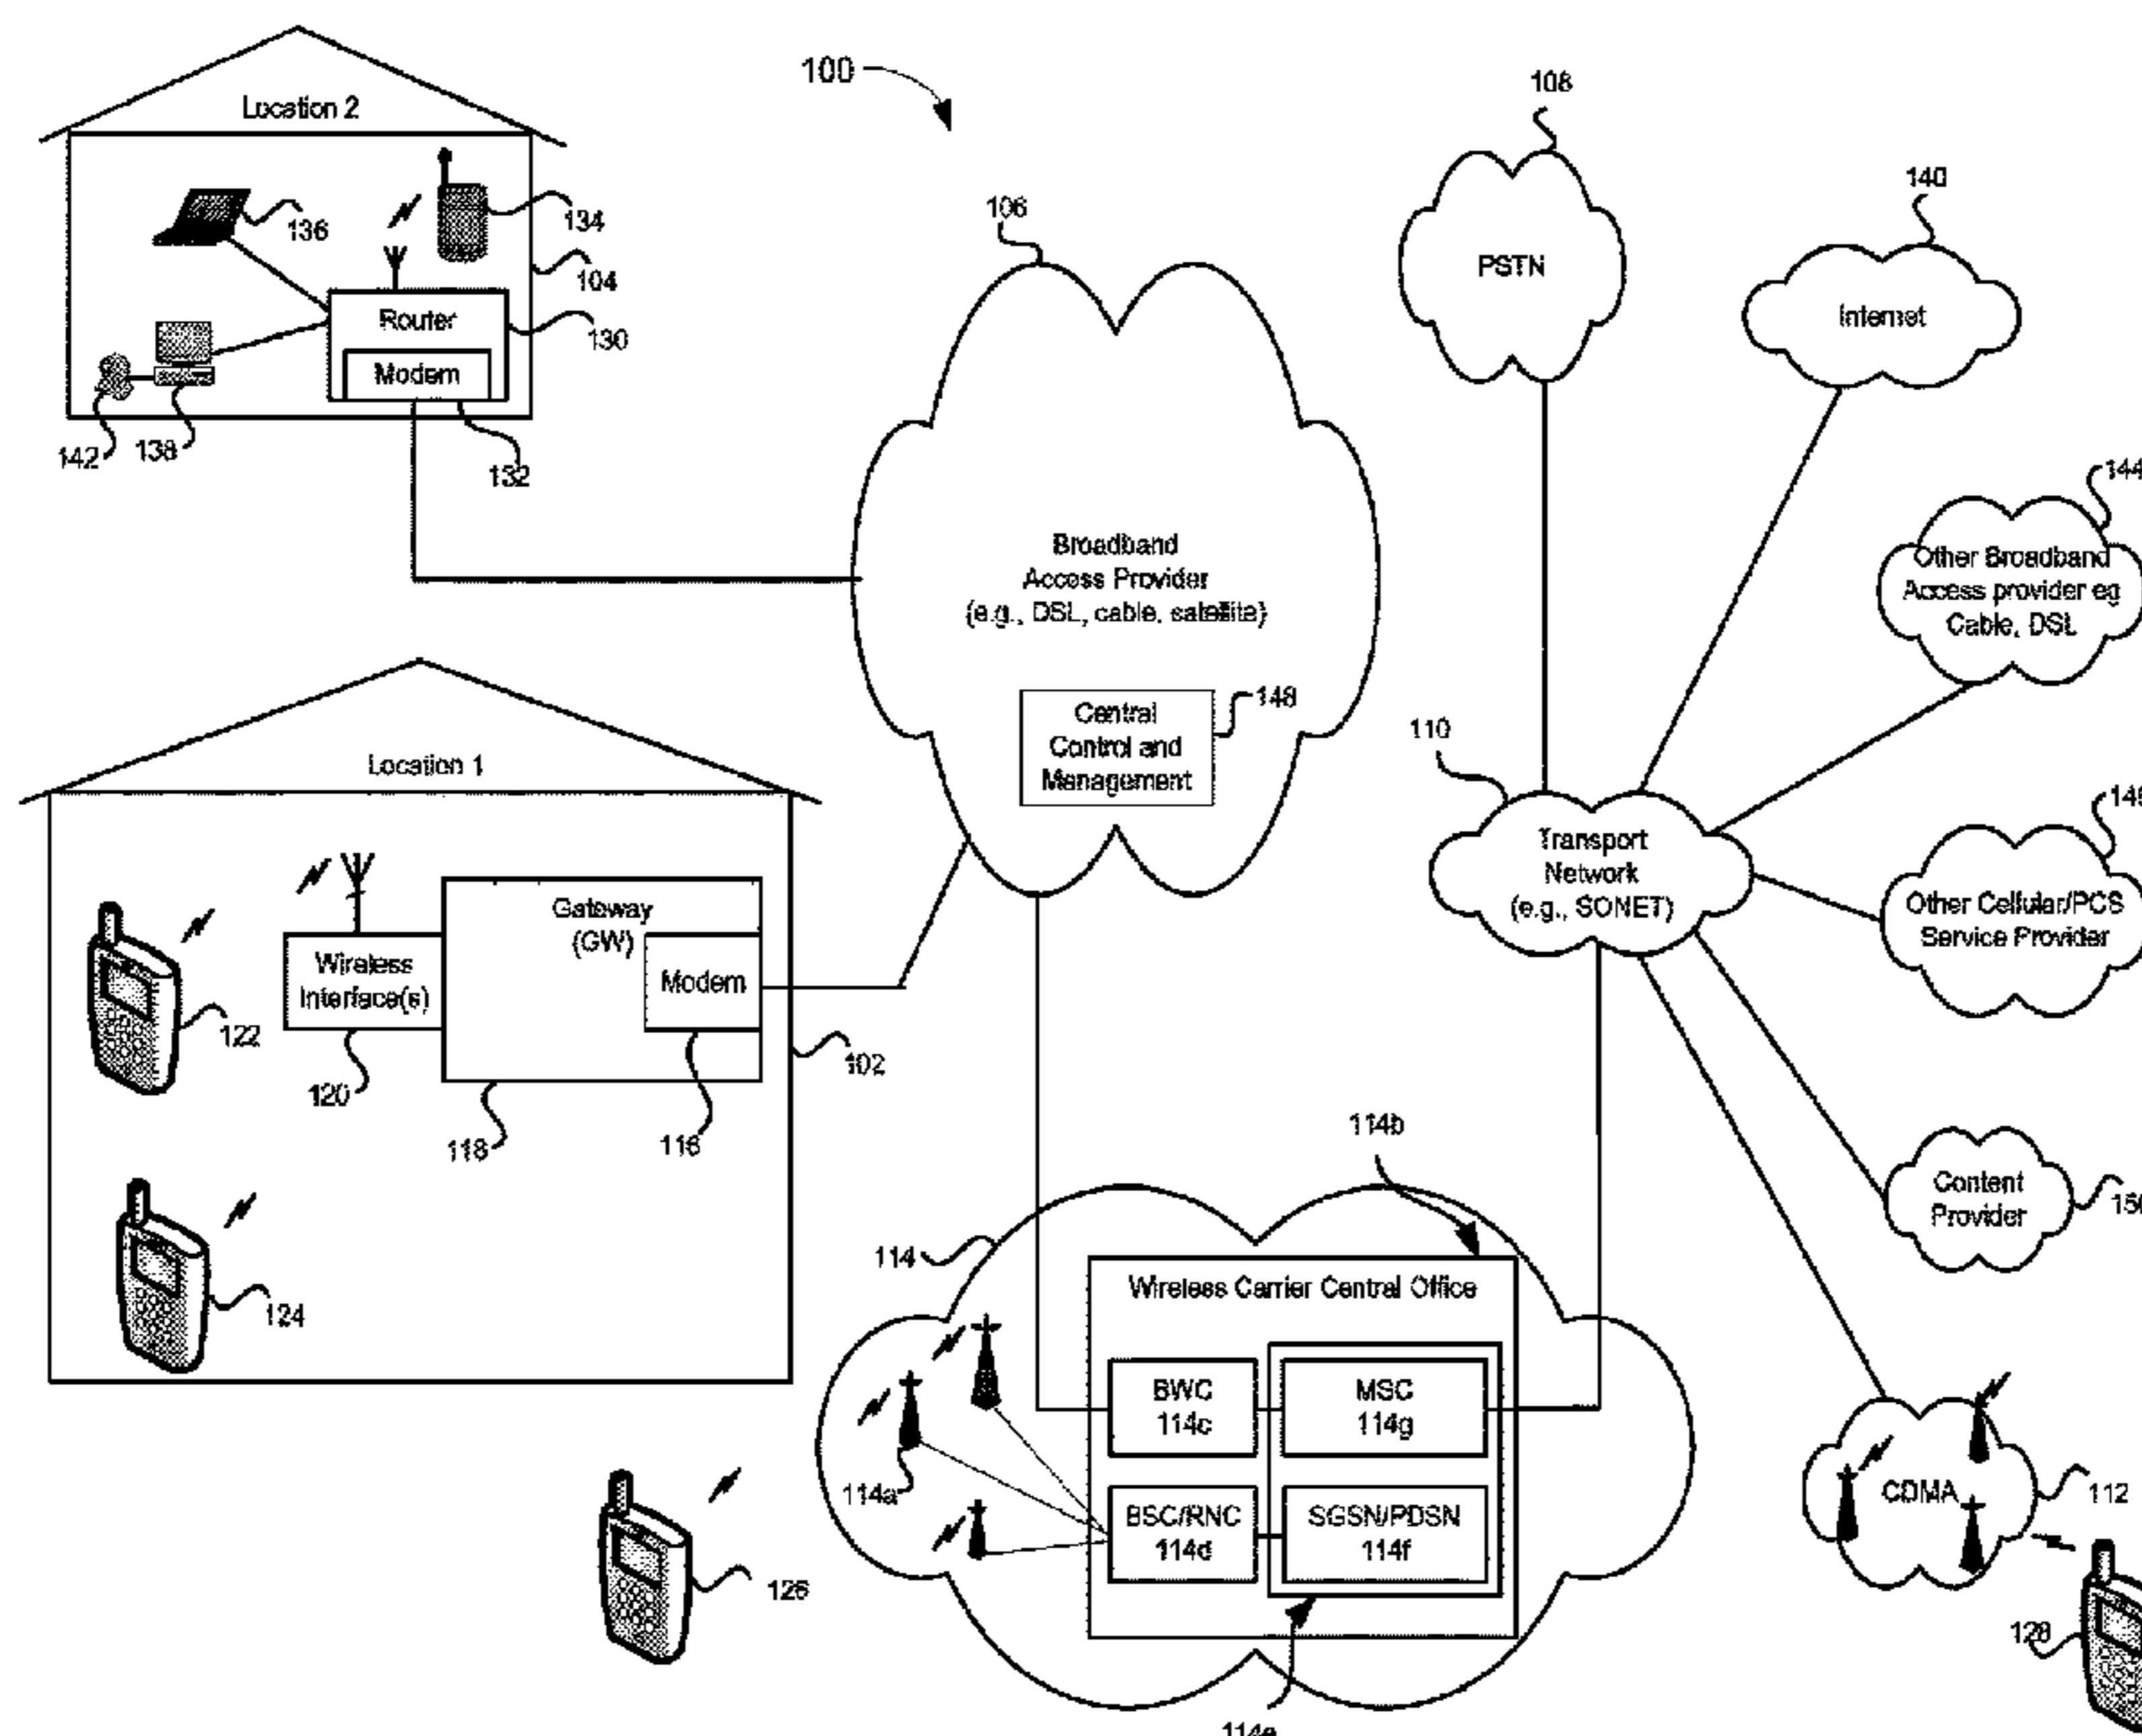 100
Location 2
136
134
104
Router
130
Modem
142
138
132
106
Broadband
Access Provider
(e.g., DSL, cable, satellite)
Central
Control and
Management
148
108
PSTN
140
Internet
144
Other Broadband
Access provider eg
Cable, DSL
110
Transport
Network
(e.g., SONET)
Other Cellular/PCS
Service Provider
Content
Provider
Location 1
Gateway
(GW)
Wireless
Interface(s)
Modem
122
120
102
118
116
124
126
114
114b
Wireless Carrier Central Office
BWC
114c
MSC
114g
114a
BSC/RNC
114d
SGSN/PDSN
114f
114e
CDMA
112
128